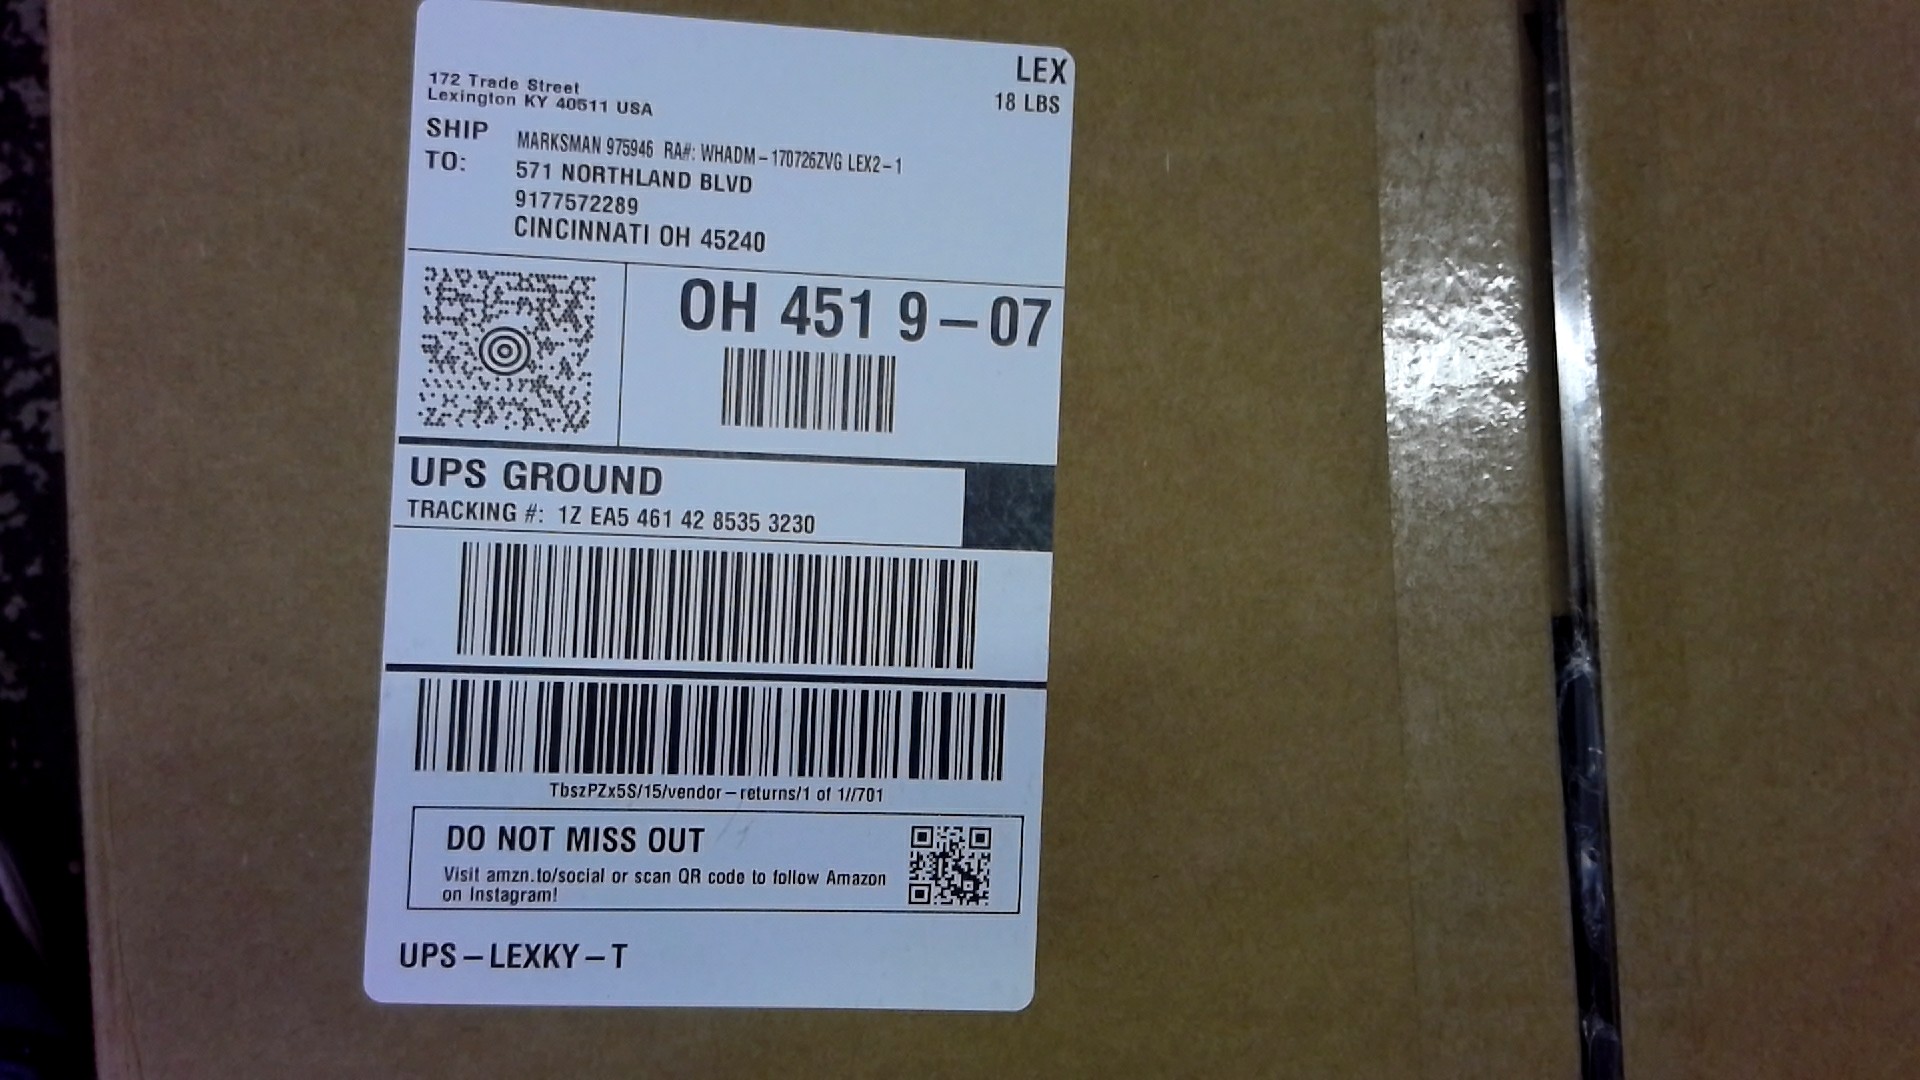 LEX
172 Trade Street
Lexington KY 40511 USA
18 LBS
SHIP
TO:
MARKSMAN 975946 RA#: WHADM-170726ZVG LEX2-1
571 NORTHLAND BLVD
9177572289
CINCINNATI OH 45240
OH 451 9-07
UPS GROUND
TRACKING #: 1Z EA5 461 42 8535 3230
TbszPZx5S/15/vendor-returns/1 of 1//701
DO NOT MISS OUT
Visit amzn.to/social or scan QR code to follow Amazon
on Instagram!
UPS-LEXKY-T